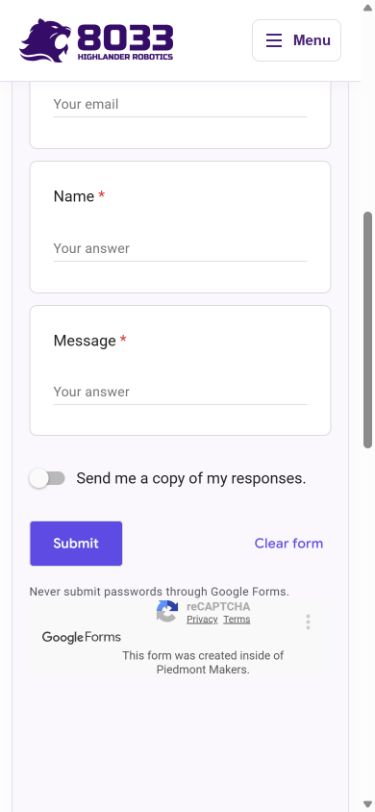 8033
HIGHLANDER ROBOTICS
Menu
Your email
Name *
Your answer
Message *
Your answer
Send me a copy of my responses.
Submit
Clear form
Never submit passwords through Google Forms.
reCAPTCHA
Privacy Terms
Google Forms
This form was created inside of
Piedmont Makers.